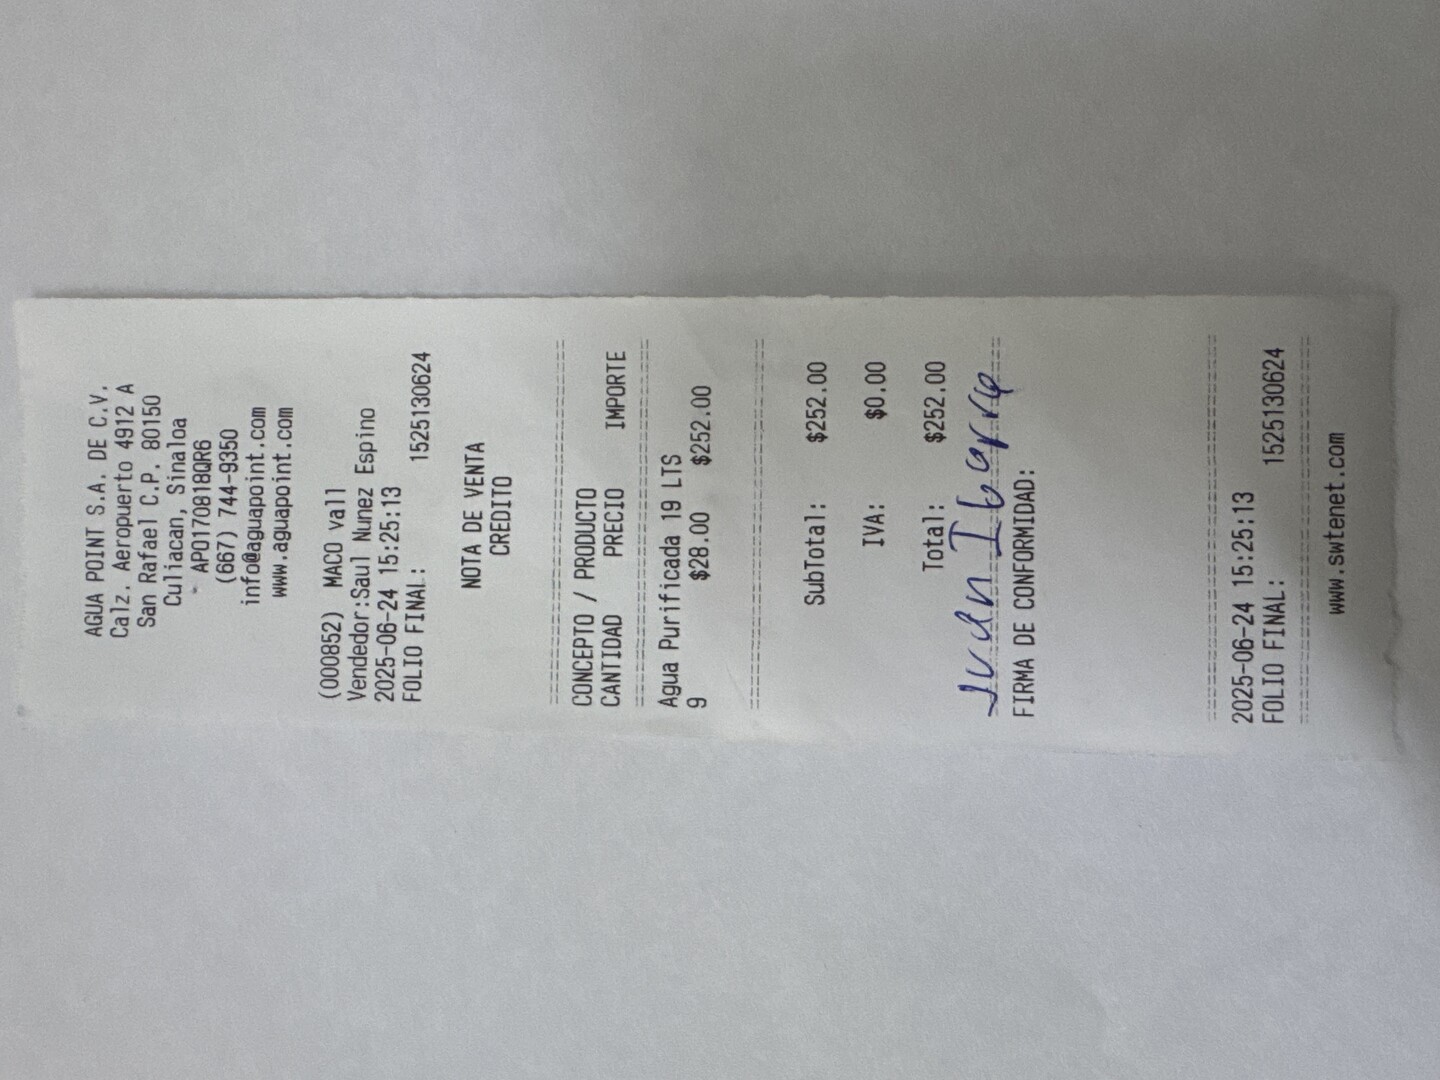 AGUA POINT S.A. DE C.V.
Calz. Aeropuerto 4912 A
San Rafael C.P. 80150
Culiacan, Sinaloa
APO170818QR6
(667) 744-9350
info@aguapoint.com
www.aguapoint.com
(000852) MACO vall
Vendedor:Saul Nunez Espino
2025-06-24 15:25:13
FOLIO FINAL: 1525130624
NOTA DE VENTA
CREDITO
CONCEPTO / PRODUCTO
CANTIDAD PRECIO IMPORTE
Agua Purificada 19 LTS
9 $28.00 $252.00
SubTotal: $252.00
IVA: $0.00
Total: $252.00
Ivan Ibarra
FIRMA DE CONFORMIDAD:
2025-06-24 15:25:13
FOLIO FINAL: 1525130624
www.swtenet.com